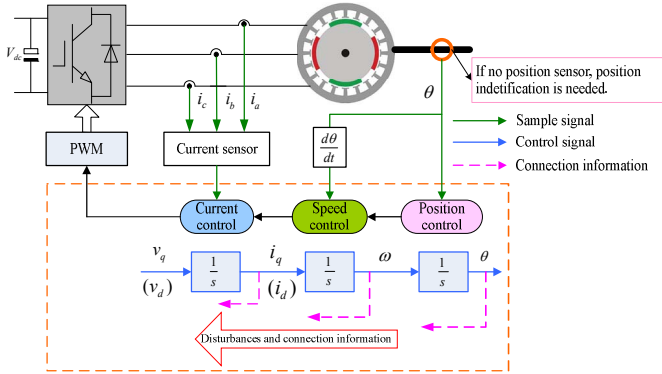 V_dc
i_c i_b i_a
θ
If no position sensor, position
indetification is needed.
PWM
Current sensor
dθ
dt
Sample signal
Control signal
Connection information
Current
control
Speed
control
Position
control
v_q
(v_d)
1
s
i_q
(i_d)
1
s
ω
1
s
θ
Disturbances and connection information